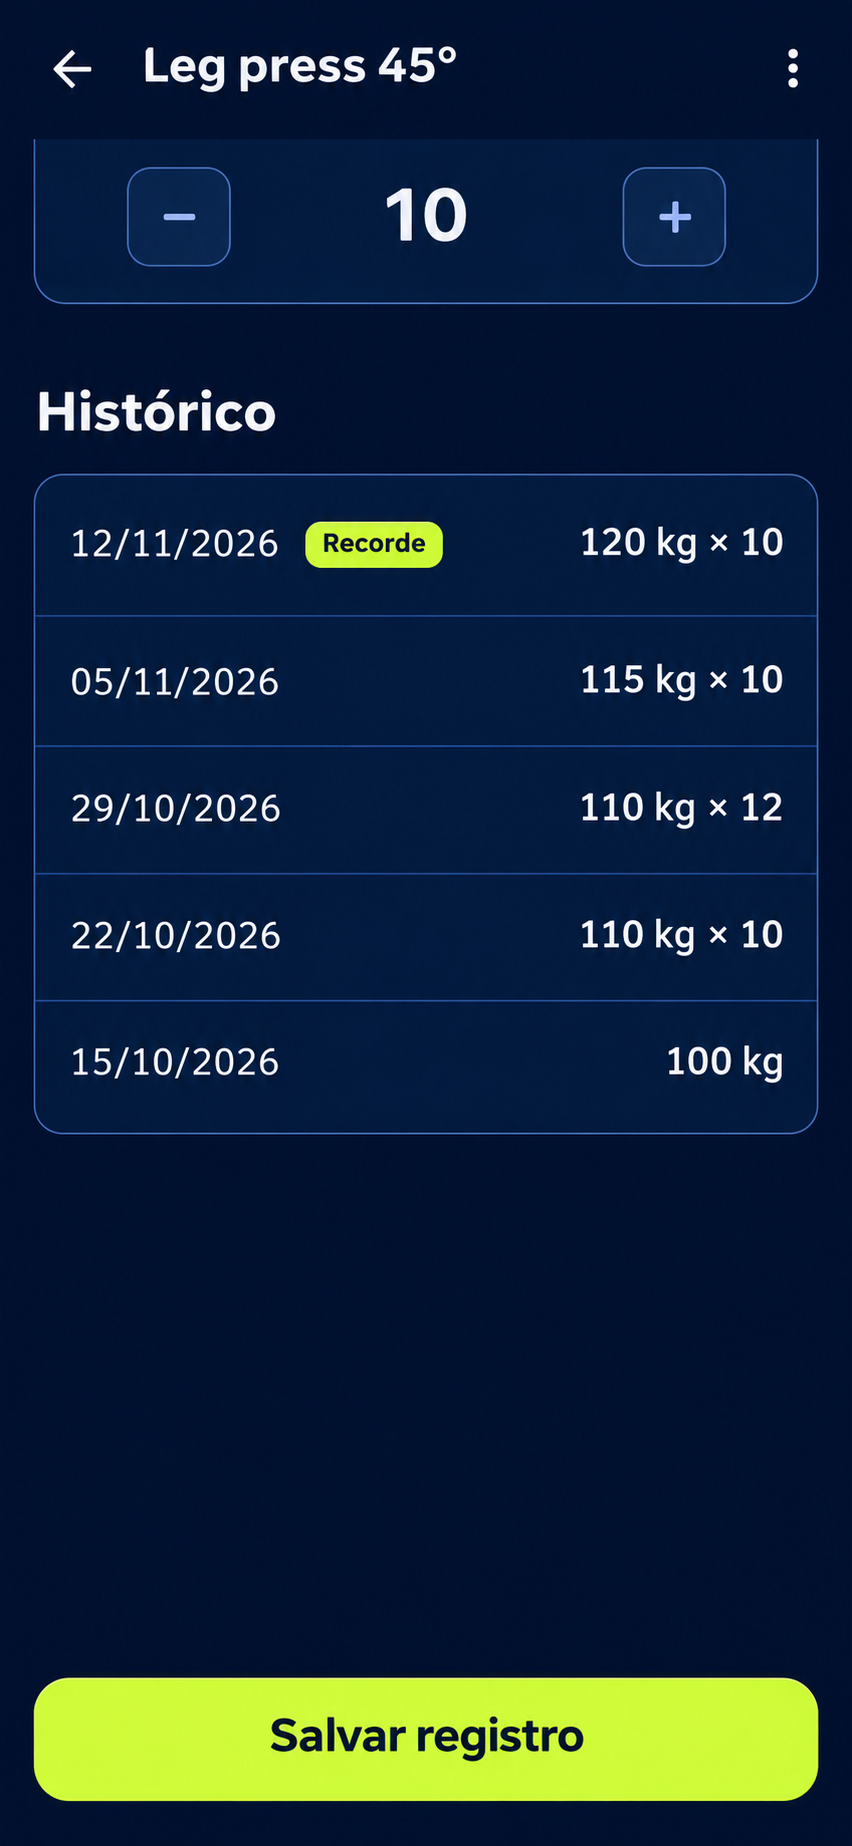 Leg press 45°
− 10 +
Histórico
12/11/2026 Recorde 120 kg × 10
05/11/2026 115 kg × 10
29/10/2026 110 kg × 12
22/10/2026 110 kg × 10
15/10/2026 100 kg
Salvar registro